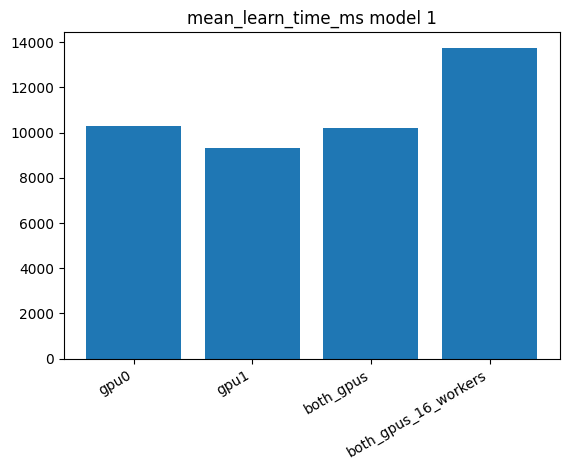 mean_learn_time_ms model 1
14000
12000
10000
8000
6000
4000
2000
0
gpu0
gpu1
both_gpus
both_gpus_16_workers